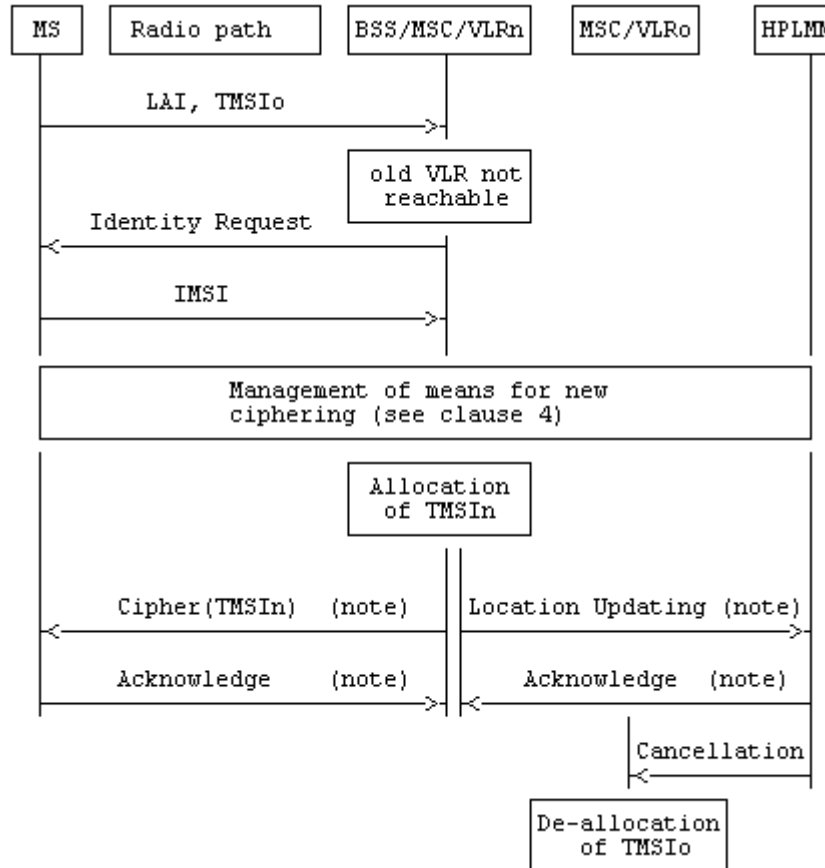 MS Radio path BSS/MSC/VLRn MSC/VLRo HPLMN
LAI, TMSIo
old VLR not
reachable
Identity Request
IMSI
Management of means for new
ciphering (see clause 4)
Allocation
of TMSIn
Cipher(TMSIn) (note) Location Updating (note)
Acknowledge (note) Acknowledge (note)
Cancellation
De-allocation
of TMSIo